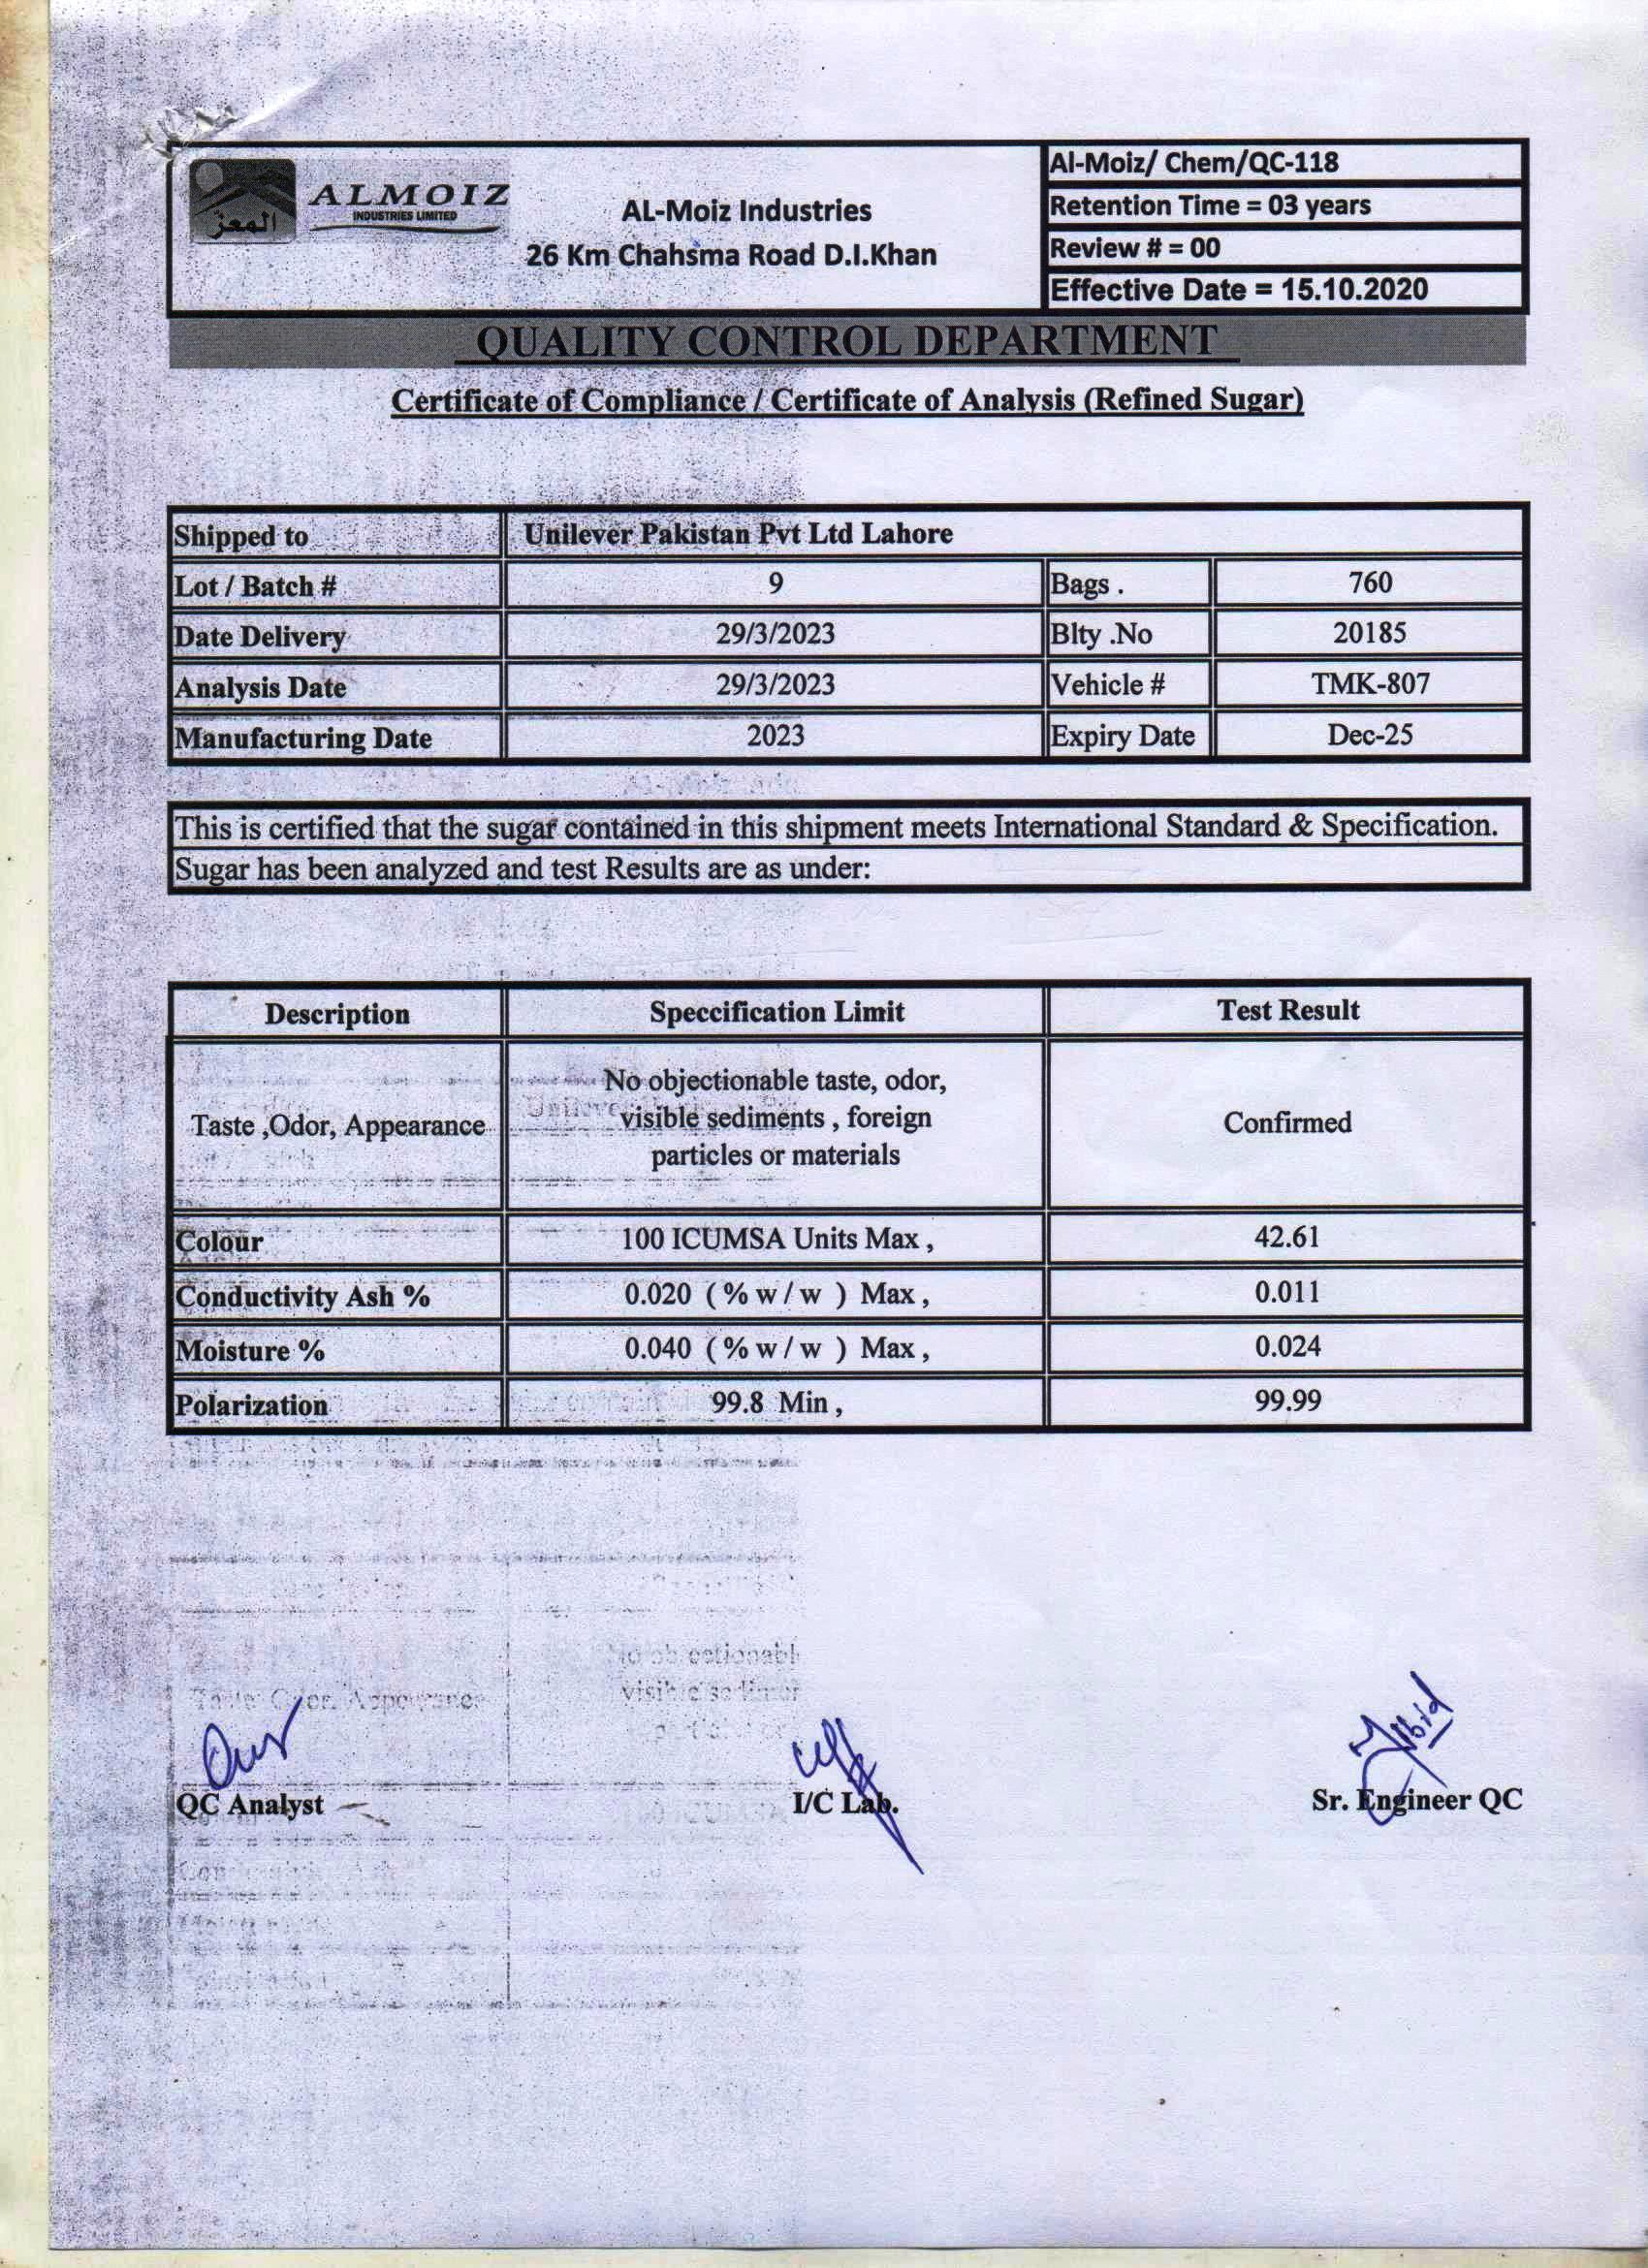 المعز
ALMOIZ
INDUSTRIES LIMITED
AL-Moiz Industries
26 Km Chahsma Road D.I.Khan
Al-Moiz/ Chem/QC-118
Retention Time = 03 years
Review # = 00
Effective Date = 15.10.2020
QUALITY CONTROL DEPARTMENT
Certificate of Compliance / Certificate of Analysis (Refined Sugar)
Shipped to Unilever Pakistan Pvt Ltd Lahore
Lot / Batch # 9 Bags . 760
Date Delivery 29/3/2023 Blty .No 20185
Analysis Date 29/3/2023 Vehicle # TMK-807
Manufacturing Date 2023 Expiry Date Dec-25
This is certified that the sugar contained in this shipment meets International Standard & Specification.
Sugar has been analyzed and test Results are as under:
Description Speccification Limit Test Result
Taste ,Odor, Appearance No objectionable taste, odor,
visible sediments , foreign
particles or materials
Confirmed
Colour 100 ICUMSA Units Max , 42.61
Conductivity Ash % 0.020 ( % w / w ) Max , 0.011
Moisture % 0.040 ( % w / w ) Max , 0.024
Polarization 99.8 Min , 99.99
QC Analyst I/C Lab. Sr. Engineer QC